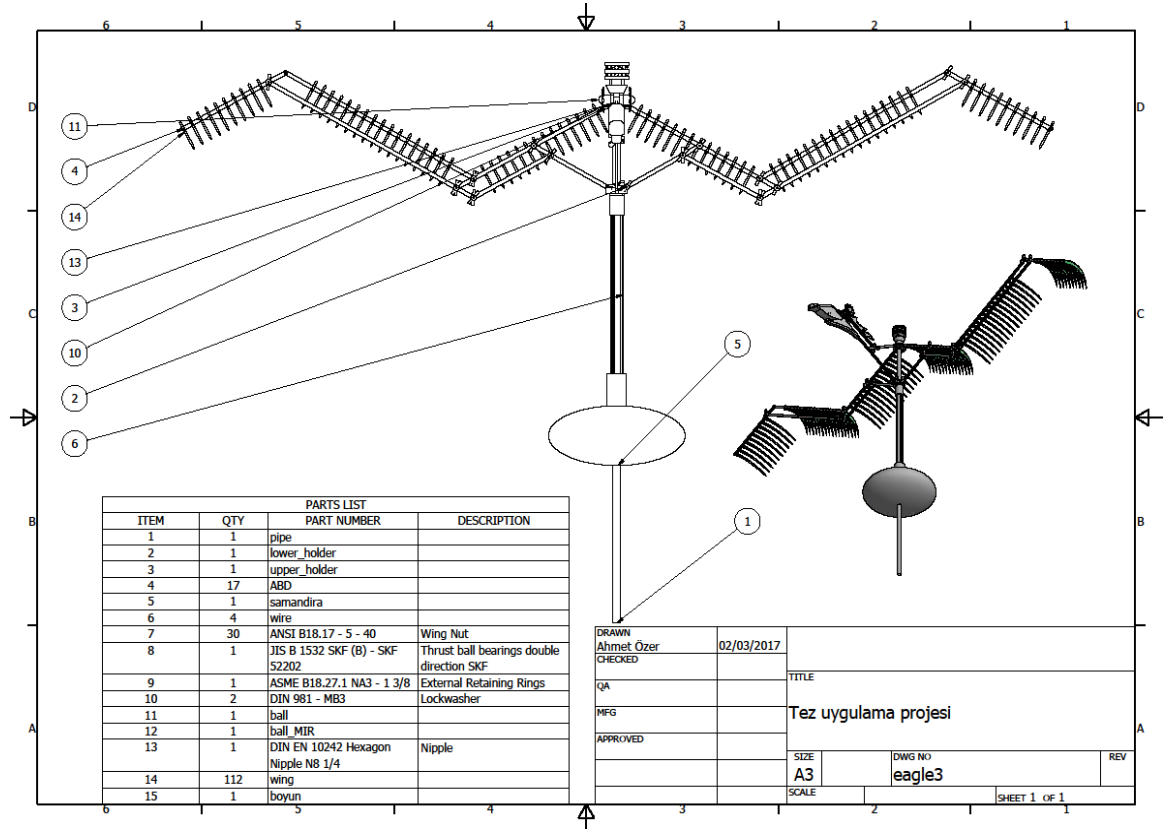 6 5 4 3 2 1
D D
11
4
14
13
3
C C
10
5
2
6
PARTS LIST
ITEM QTY PART NUMBER DESCRIPTION
1 1 pipe
2 1 lower_holder
3 1 upper_holder
4 17 ABD
5 1 samandira
6 4 wire
7 30 ANSI B18.17 - 5 - 40 Wing Nut
8 1 JIS B 1532 SKF (B) - SKF Thrust ball bearings double
52202 direction SKF
9 1 ASME B18.27.1 NA3 - 1 3/8 External Retaining Rings
10 2 DIN 981 - MB3 Lockwasher
11 1 ball
12 1 ball_MIR
13 1 DIN EN 10242 Hexagon Nipple
Nipple N8 1/4
14 112 wing
15 1 boyun
B B
1
DRAWN
Ahmet Özer 02/03/2017
CHECKED
QA
MFG
APPROVED
TITLE
Tez uygulama projesi
A A
SIZE DWG NO REV
A3 eagle3
SCALE SHEET 1 OF 1
6 5 4 3 2 1